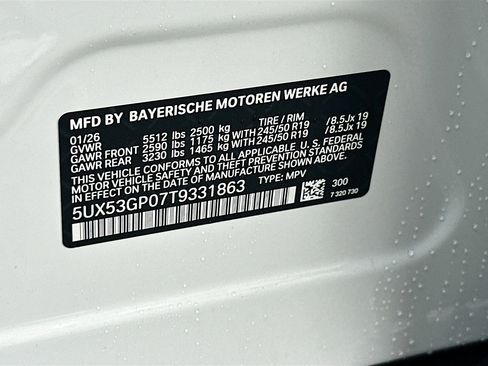 MFD BY BAYERISCHE MOTOREN WERKE AG
01/26 5512 lbs 2500 kg TIRE / RIM
GVWR
GAWR FRONT 2590 lbs 1175 kg WITH 245/50 R19 /8.5Jx 19
GAWR REAR 3230 lbs 1465 kg WITH 245/50 R19 /8.5Jx 19
THIS VEHICLE CONFORMS TO ALL APPLICABLE U. S. FEDERAL
MOTOR VEHICLE SAFETY, BUMPER, AND THEFT PREVENTION STANDARDS
IN EFFECT ON THE DATE OF MANUFACTURE SHOWN ABOVE.
5UX53GP07T9331863 TYPE: MPV
300
7 320 730